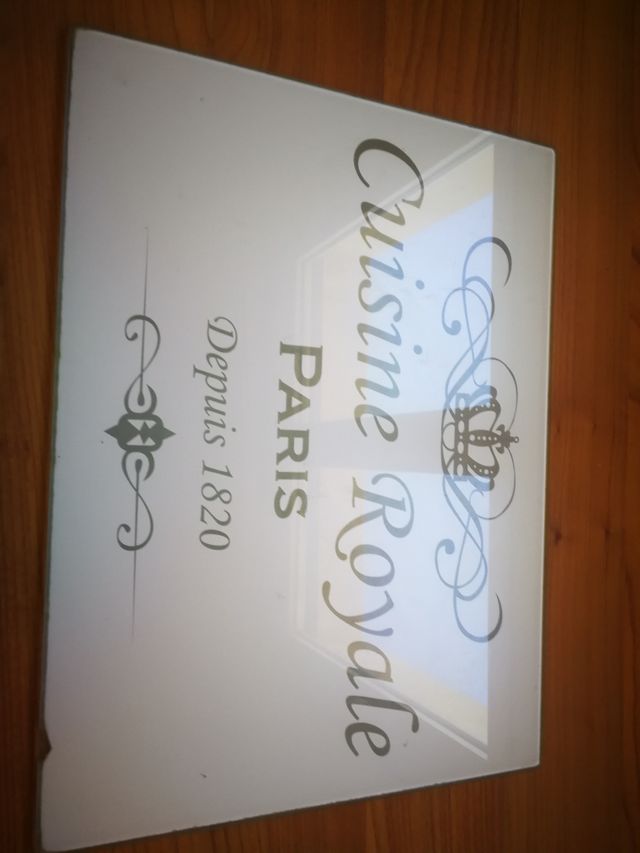 Cuisine Royale
PARIS
Depuis 1820